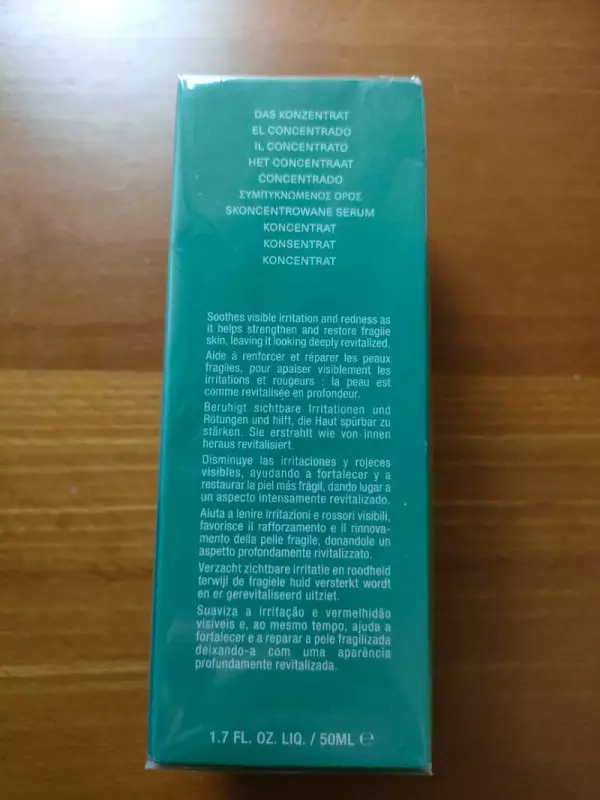 DAS KONZENTRAT
EL CONCENTRADO
IL CONCENTRATO
HET CONCENTRAAT
CONCENTRADO
ΣΥΜΠΥΚΝΩΜΕΝΟΣ ΟΡΟΣ
SKONCENTROWANE SERUM
KONCENTRAT
KONSENTRAT
KONCENTRAT
Soothes visible irritation and redness as
it helps strengthen and restore fragile
skin, leaving it looking deeply revitalized.
Aide à renforcer et réparer les peaux
fragiles, pour apaiser visiblement les
irritations et rougeurs : la peau est
comme revitalisée en profondeur.
Beruhigt sichtbare Irritationen und
Rötungen und hilft, die Haut spürbar zu
stärken. Sie erstrahlt wie von innen
heraus revitalisiert.
Disminuye las irritaciones y rojeces
visibles, ayudando a fortalecer y a
restaurar la piel más frágil, dando lugar a
un aspecto intensamente revitalizado.
Aiuta a lenire irritazioni e rossori visibili,
favorisce il rafforzamento e il rinnova-
mento della pelle fragile, donandole un
aspetto profondamente rivitalizzato.
Verzacht zichtbare irritatie en roodheid
terwijl de fragiele huid versterkt wordt
en er gerevitaliseerd uitziet.
Suaviza a irritação e vermelhidão
visíveis e, ao mesmo tempo, ajuda a
fortalecer e a reparar a pele fragilizada
deixando-a com uma aparência
profundamente revitalizada.
1.7 FL. OZ. LIQ. / 50ML ℮